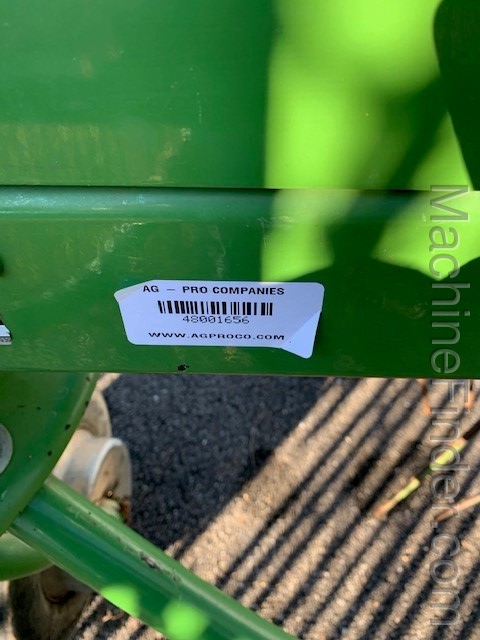 AG - PRO COMPANIES
48001656
WWW.AGPROCO.COM
MachineFinder.com